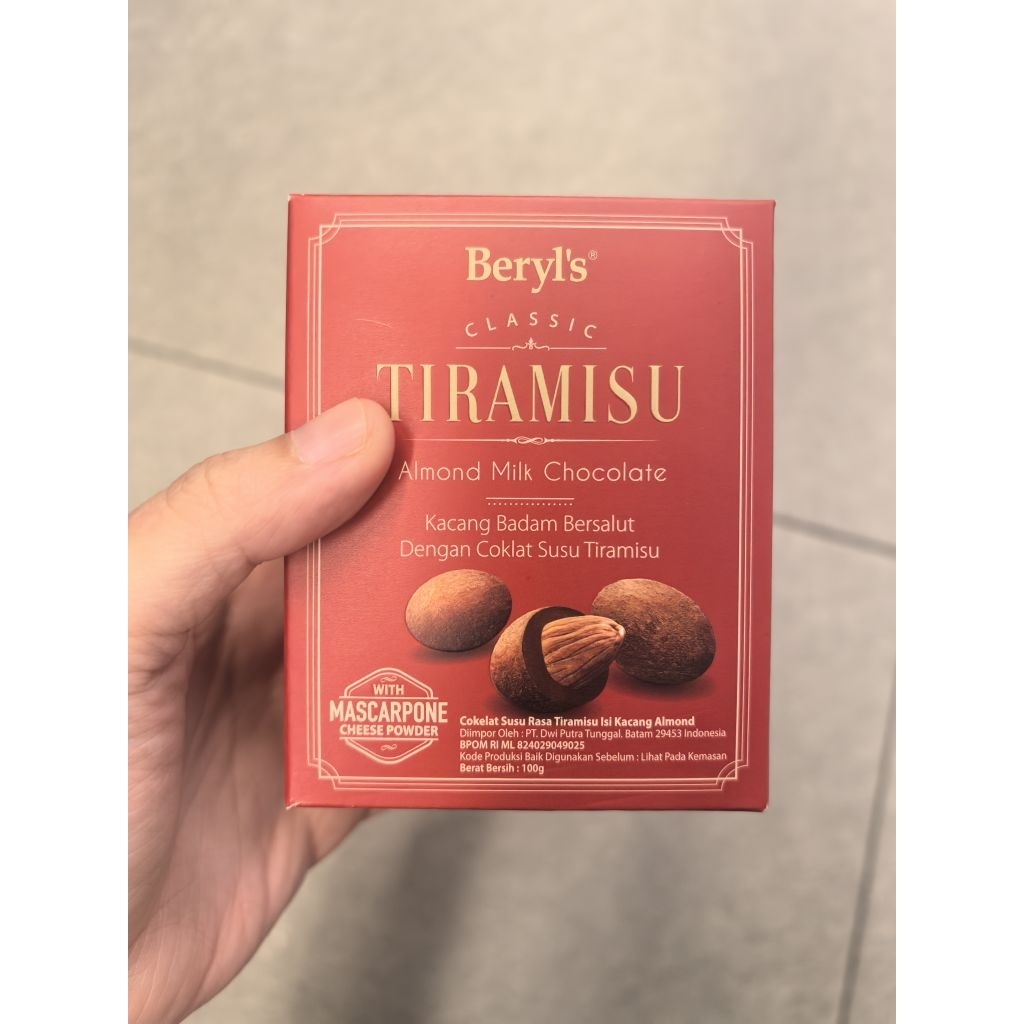 Beryl's®
CLASSIC
TIRAMISU
Almond Milk Chocolate
Kacang Badam Bersalut
Dengan Coklat Susu Tiramisu
WITH
MASCARPONE
CHEESE POWDER
Cokelat Susu Rasa Tiramisu Isi Kacang Almond
Diimpor Oleh : PT. Dwi Putra Tunggal. Batam 29453 Indonesia
BPOM RI ML 824029049025
Kode Produksi Baik Digunakan Sebelum : Lihat Pada Kemasan
Berat Bersih : 100g